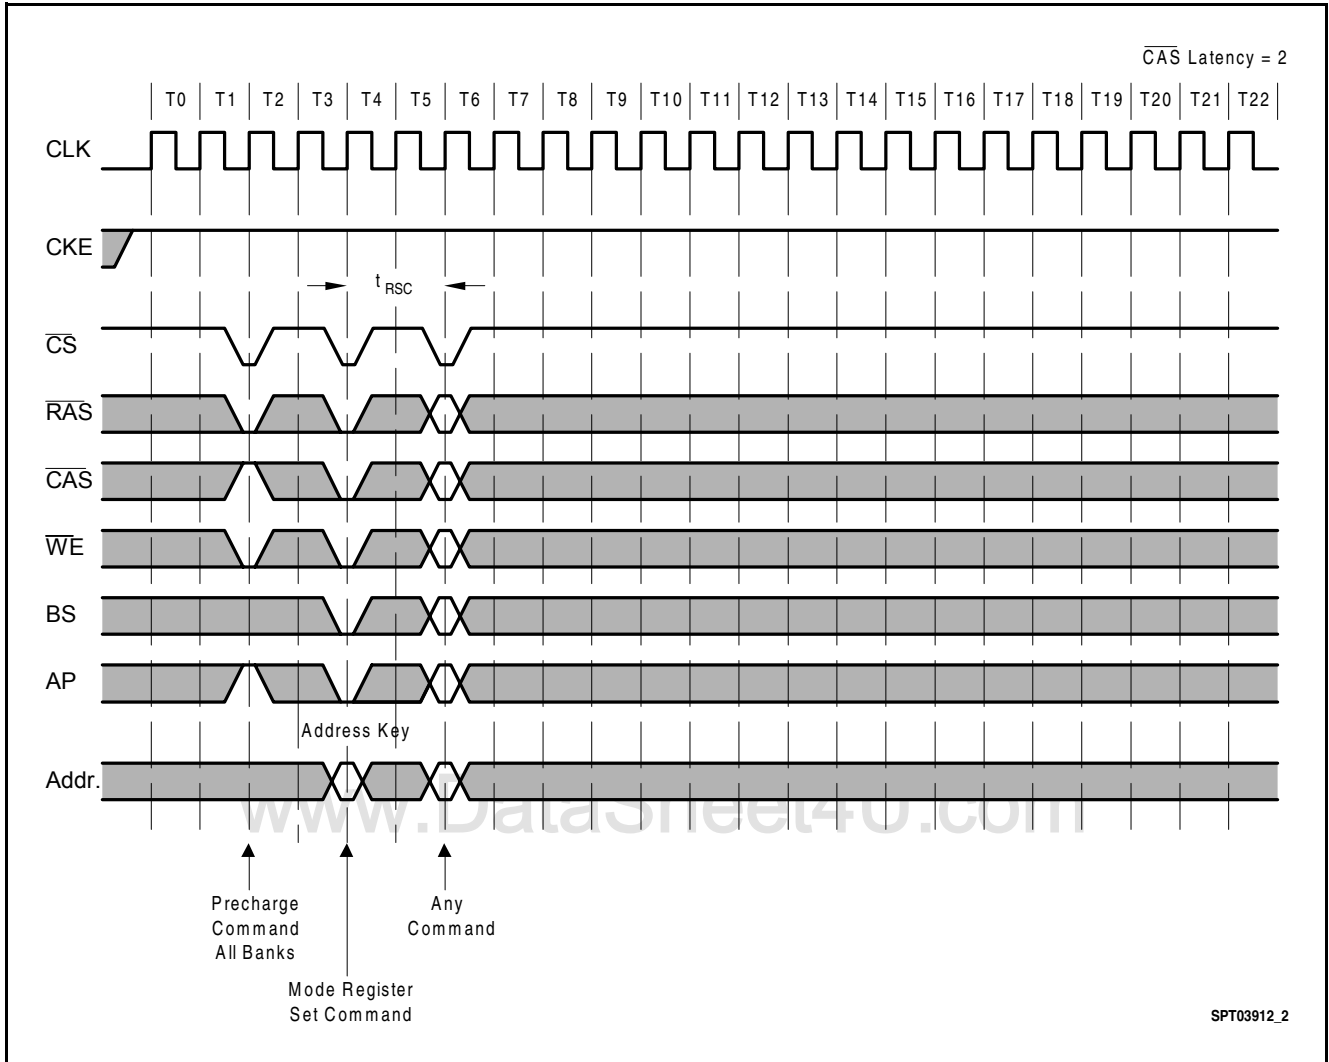 CAS Latency = 2
T0 T1 T2 T3 T4 T5 T6 T7 T8 T9 T10 T11 T12 T13 T14 T15 T16 T17 T18 T19 T20 T21 T22
CLK
CKE
t RSC
CS
RAS
CAS
WE
BS
AP
Address Key
Addr.
www.DataSheet4U.com
Precharge
Command
All Banks
Any
Command
Mode Register
Set Command
SPT03912_2